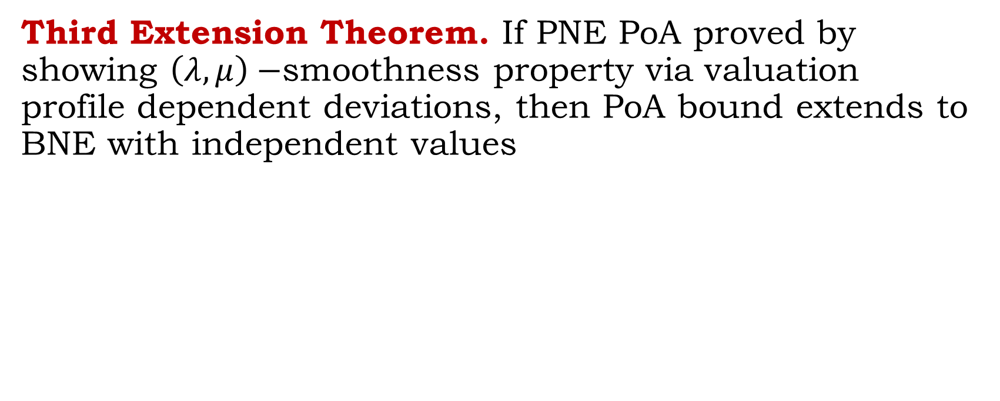 Third Extension Theorem. If PNE PoA proved by
showing (λ, μ) −smoothness property via valuation
profile dependent deviations, then PoA bound extends to
BNE with independent values